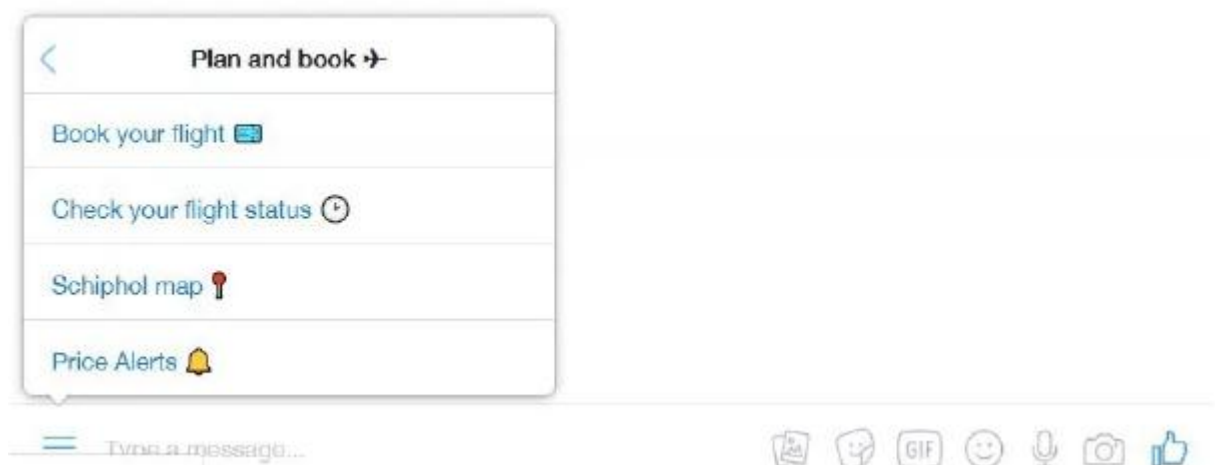 Plan and book ✈
Book your flight 🎫
Check your flight status 🕑
Schiphol map 📍
Price Alerts 🔔
Type a message...
GIF